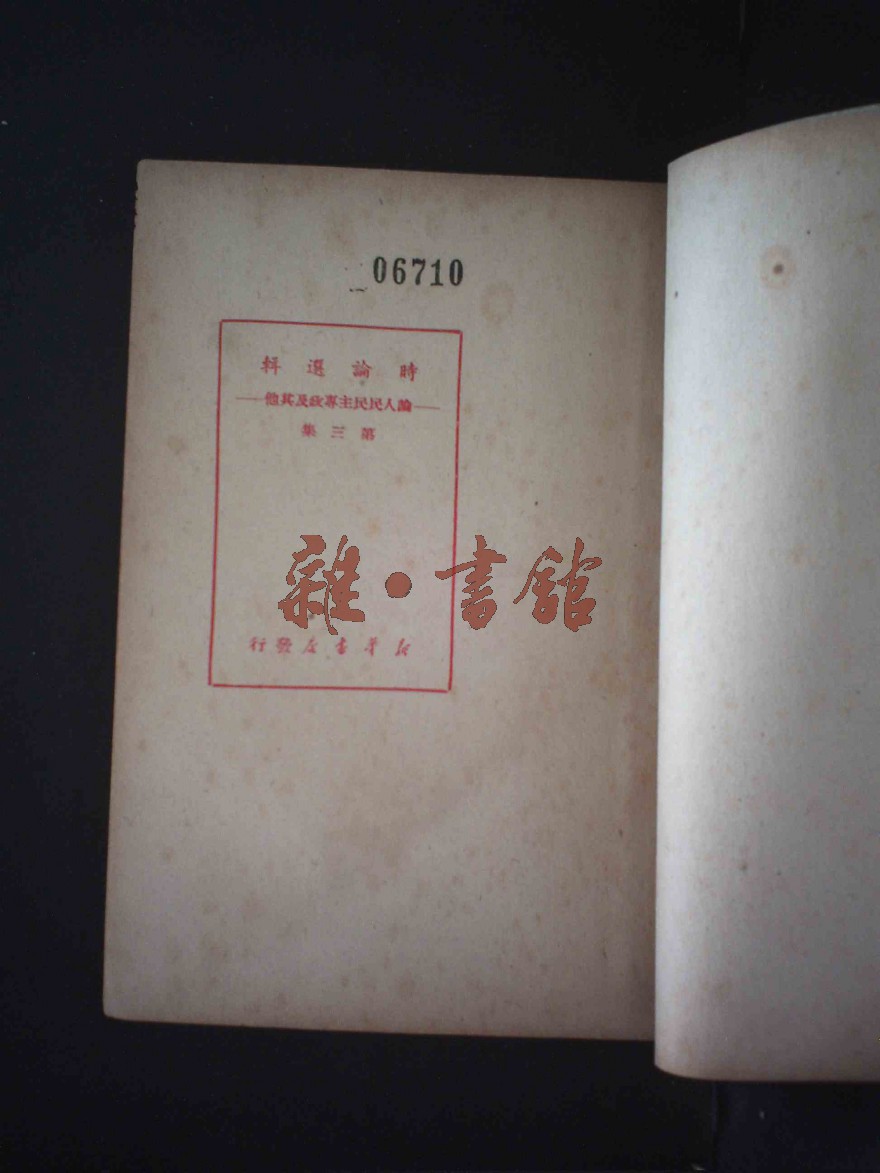 06710
時論選輯
——論人民民主專政及其他——
第三集
雜·書館
新華書店發行